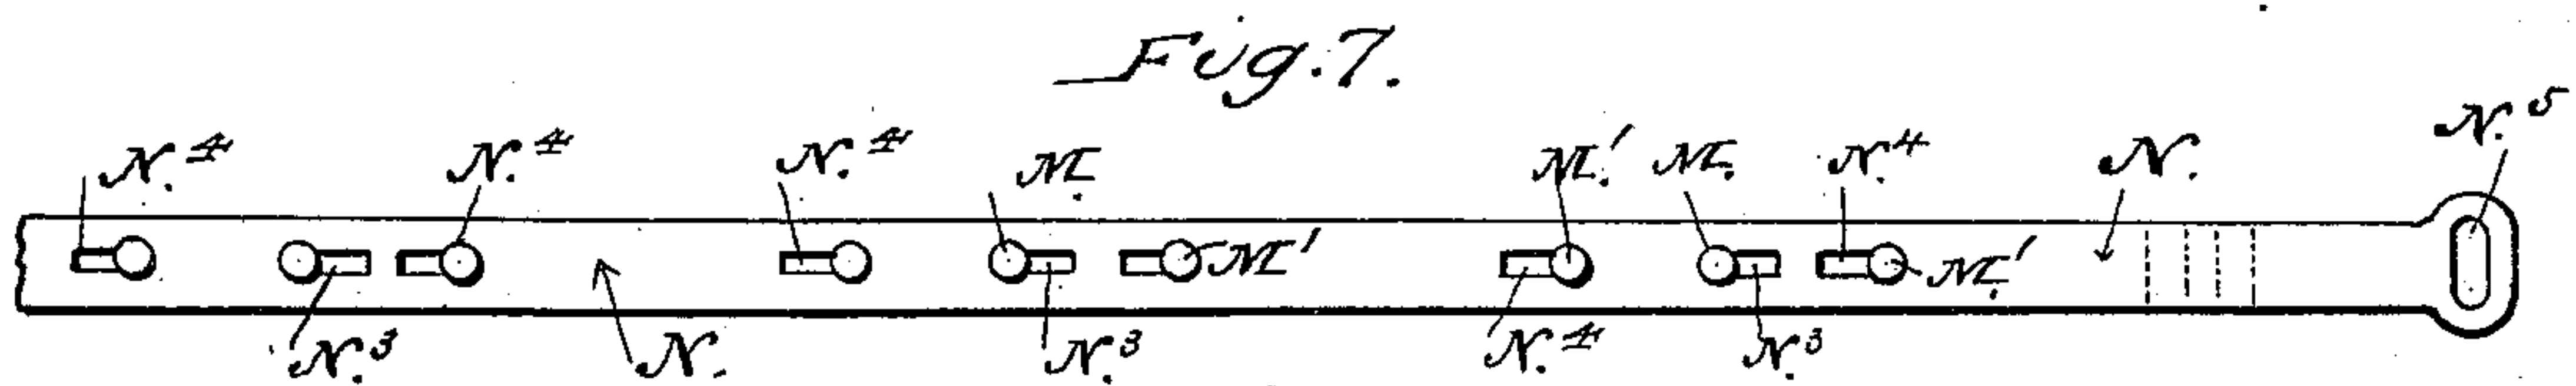 Fig. 7.
N.⁴ N.⁴ N.⁴ M. M.' M. N.⁴ N. N.⁵
M' M.'
N.³ N. N.³ N.⁴ N.³